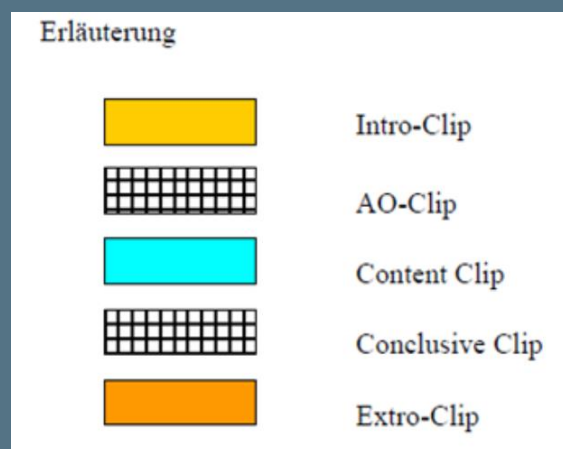 Erläuterung
Intro-Clip
AO-Clip
Content Clip
Conclusive Clip
Extro-Clip